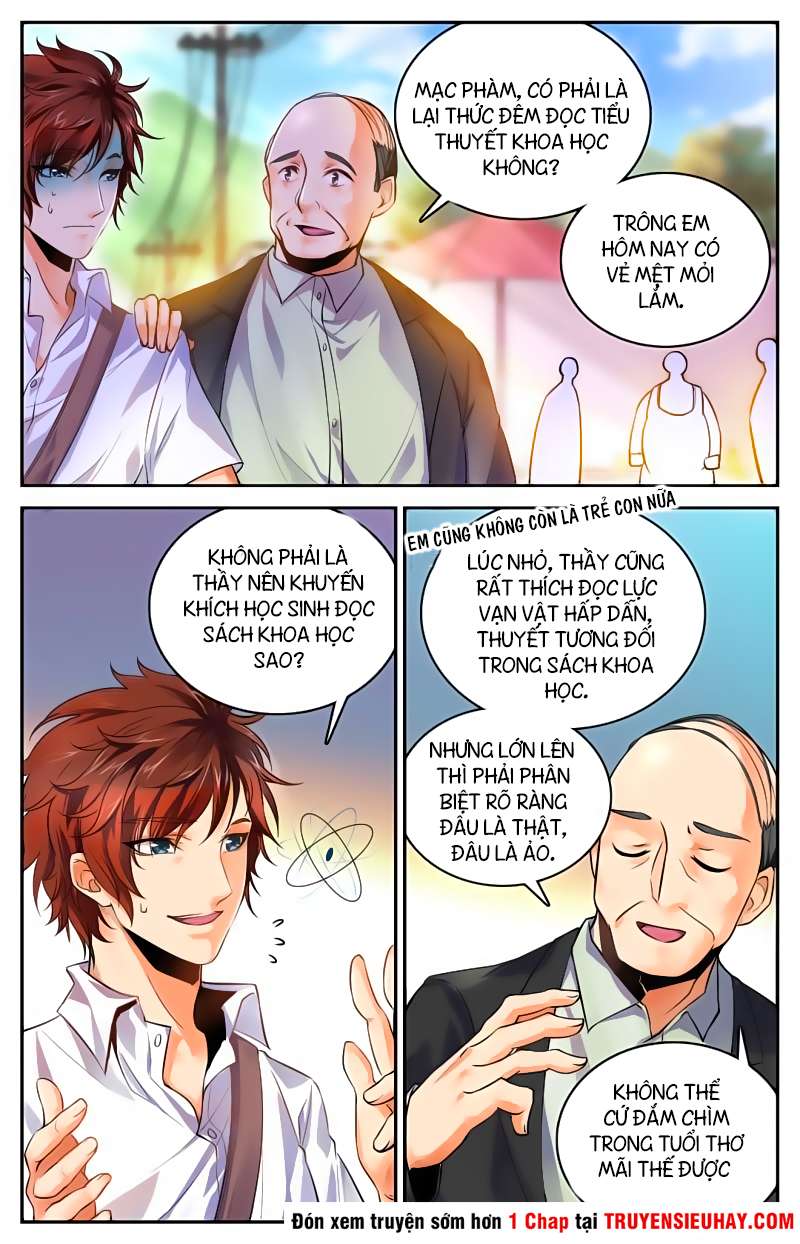 MẠC PHÀM, CÓ PHẢI LÀ
LẠI THỨC ĐÊM ĐỌC TIỂU
THUYẾT KHOA HỌC
KHÔNG?
TRÔNG EM
HÔM NAY CÓ
VẺ MỆT MỎI
LẮM.
KHÔNG PHẢI LÀ
THẦY NÊN KHUYẾN
KHÍCH HỌC SINH ĐỌC
SÁCH KHOA HỌC
SAO?
EM CŨNG KHÔNG CÒN LÀ TRẺ CON NỮA
LÚC NHỎ, THẦY CŨNG
RẤT THÍCH ĐỌC LỰC
VẠN VẬT HẤP DẪN,
THUYẾT TƯƠNG ĐỐI
TRONG SÁCH KHOA
HỌC.
NHƯNG LỚN LÊN
THÌ PHẢI PHÂN
BIỆT RÕ RÀNG
ĐÂU LÀ THẬT,
ĐÂU LÀ ẢO.
KHÔNG THỂ
CỨ ĐẮM CHÌM
TRONG TUỔI THƠ
MÃI THẾ ĐƯỢC
Đón xem truyện sớm hơn 1 Chap tại TRUYENSIEUHAY.COM